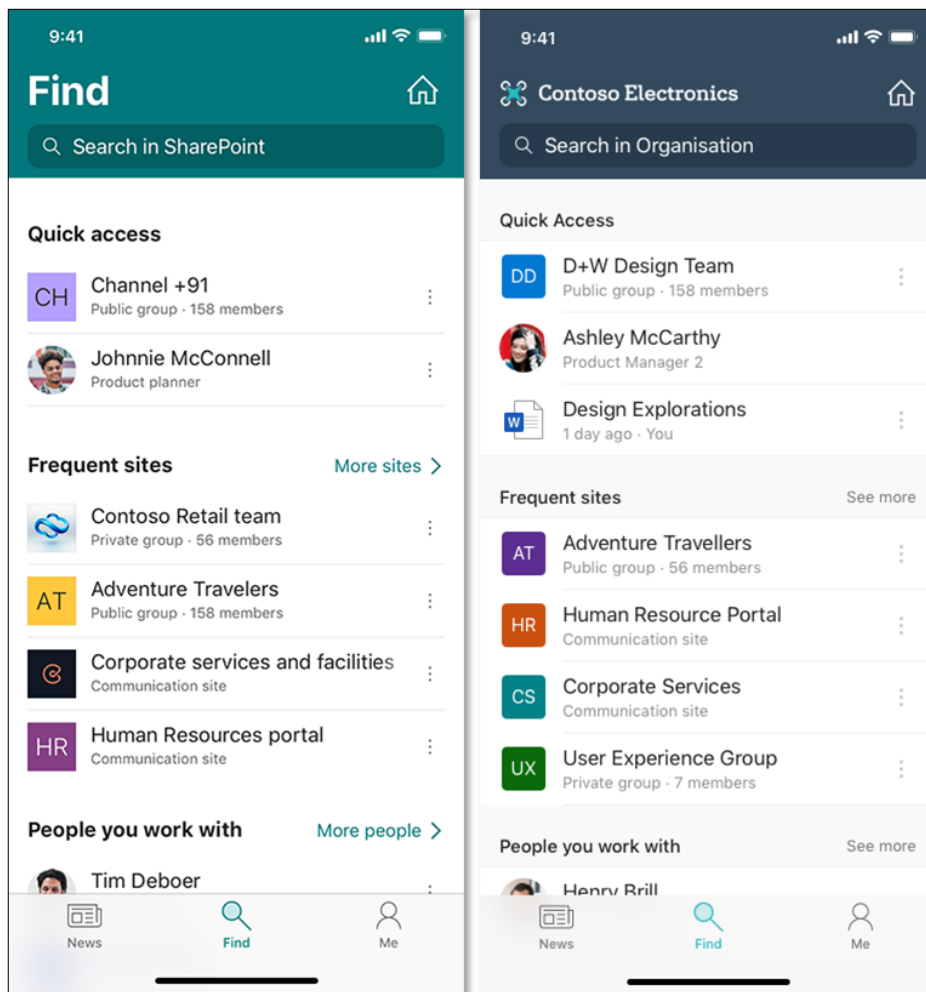 9:41
Find
Search in SharePoint
Quick access
CH
Channel +91
Public group · 158 members
Johnnie McConnell
Product planner
Frequent sites
More sites
Contoso Retail team
Private group · 56 members
AT
Adventure Travelers
Public group · 158 members
Corporate services and facilities
Communication site
HR
Human Resources portal
Communication site
People you work with
More people
Tim Deboer
News
Find
Me
9:41
Contoso Electronics
Search in Organisation
Quick Access
DD
D+W Design Team
Public group · 158 members
Ashley McCarthy
Product Manager 2
W
Design Explorations
1 day ago · You
Frequent sites
See more
AT
Adventure Travellers
Public group · 56 members
HR
Human Resource Portal
Communication site
CS
Corporate Services
Communication site
UX
User Experience Group
Private group · 7 members
People you work with
See more
Henry Brill
News
Find
Me